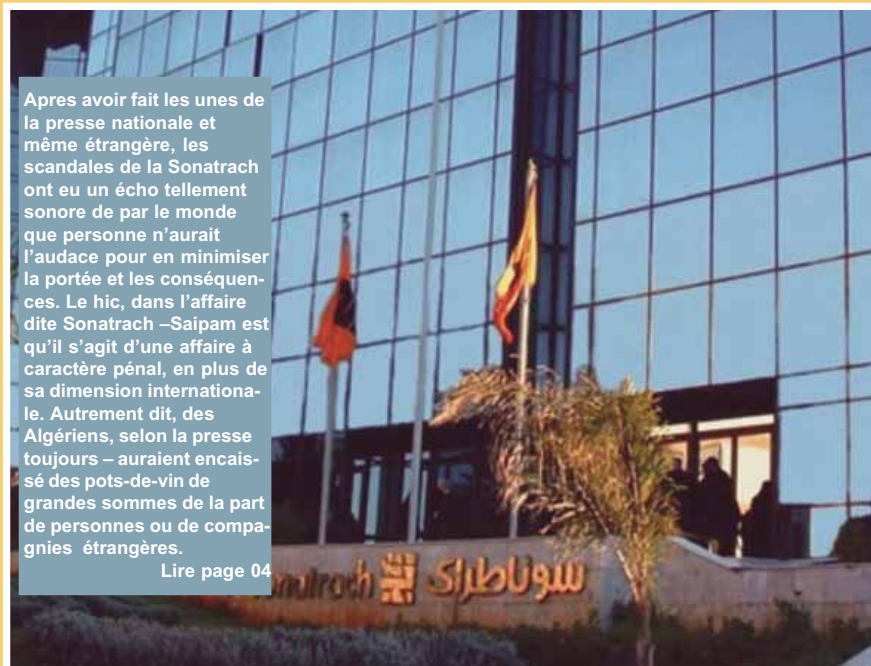 Apres avoir fait les unes de
la presse nationale et
même étrangère, les
scandales de la Sonatrach
ont eu un écho tellement
sonore de par le monde
que personne n’aurait
l’audace pour en minimiser
la portée et les conséquen-
ces. Le hic, dans l’affaire
dite Sonatrach –Saipam est
qu’il s’agit d’une affaire à
caractère pénal, en plus de
sa dimension internationa-
le. Autrement dit, des
Algériens, selon la presse
toujours – auraient encais-
sé des pots-de-vin de
grandes sommes de la part
de personnes ou de compa-
gnies étrangères.
Lire page 04
natrach سوناطراك